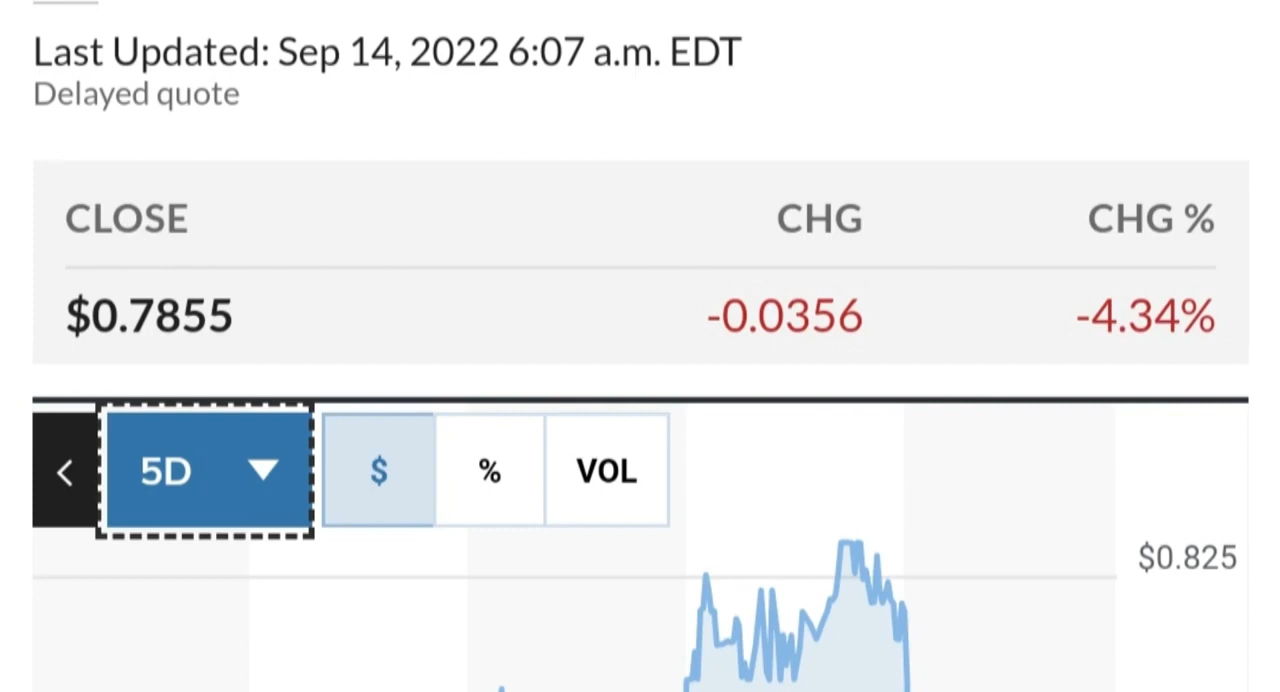 Last Updated: Sep 14, 2022 6:07 a.m. EDT
Delayed quote
CLOSE CHG CHG %
$0.7855 -0.0356 -4.34%
5D $ % VOL
$0.825